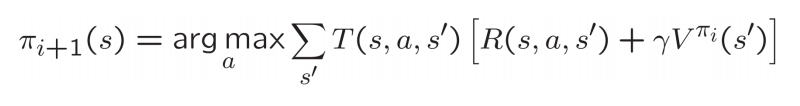 π_{i+1}(s) = arg max_a ∑_{s′} T(s, a, s′) [R(s, a, s′) + γV^{π_i}(s′)]